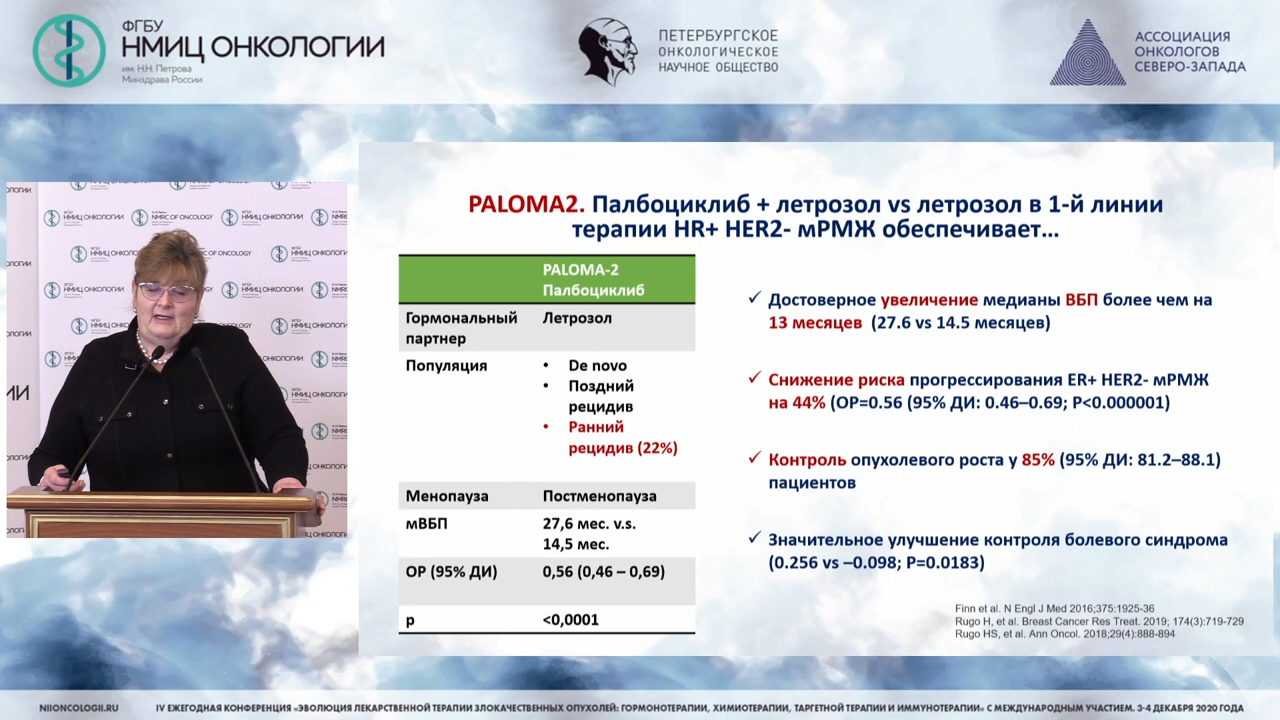 ФГБУ
НМИЦ ОНКОЛОГИИ
им. Н.Н. Петрова
Минздрава России
ПЕТЕРБУРГСКОЕ
ОНКОЛОГИЧЕСКОЕ
НАУЧНОЕ ОБЩЕСТВО
АССОЦИАЦИЯ
ОНКОЛОГОВ
СЕВЕРО-ЗАПАДА
PALOMA2. Палбоциклиб + летрозол vs летрозол в 1-й линии
терапии HR+ HER2- мРМЖ обеспечивает...
PALOMA-2
Палбоциклиб
Гормональный
партнер
Летрозол
Популяция
• De novo
• Поздний
рецидив
• Ранний
рецидив (22%)
Менопауза
Постменопауза
мВБП
27,6 мес. v.s.
14,5 мес.
ОР (95% ДИ)
0,56 (0,46 – 0,69)
p
<0,0001
✓ Достоверное увеличение медианы ВБП более чем на
13 месяцев (27.6 vs 14.5 месяцев)
✓ Снижение риска прогрессирования ER+ HER2- мРМЖ
на 44% (ОР=0.56 (95% ДИ: 0.46–0.69; P<0.000001)
✓ Контроль опухолевого роста у 85% (95% ДИ: 81.2–88.1)
пациентов
✓ Значительное улучшение контроля болевого синдрома
(0.256 vs –0.098; P=0.0183)
Finn et al. N Engl J Med 2016;375:1925-36
Rugo H, et al. Breast Cancer Res Treat. 2019; 174(3):719-729
Rugo HS, et al. Ann Oncol. 2018;29(4):888-894
НМИЦ ОНКОЛОГИИ
NMRC OF ONCOLOGY
НМИЦ ОНКОЛОГИИ
NIIONCOLOGII.RU
IV ЕЖЕГОДНАЯ КОНФЕРЕНЦИЯ «ЭВОЛЮЦИЯ ЛЕКАРСТВЕННОЙ ТЕРАПИИ ЗЛОКАЧЕСТВЕННЫХ ОПУХОЛЕЙ: ГОРМОНОТЕРАПИИ, ХИМИОТЕРАПИИ, ТАРГЕТНОЙ ТЕРАПИИ И ИММУНОТЕРАПИИ» С МЕЖДУНАРОДНЫМ УЧАСТИЕМ. 3-4 ДЕКАБРЯ 2020 ГОДА